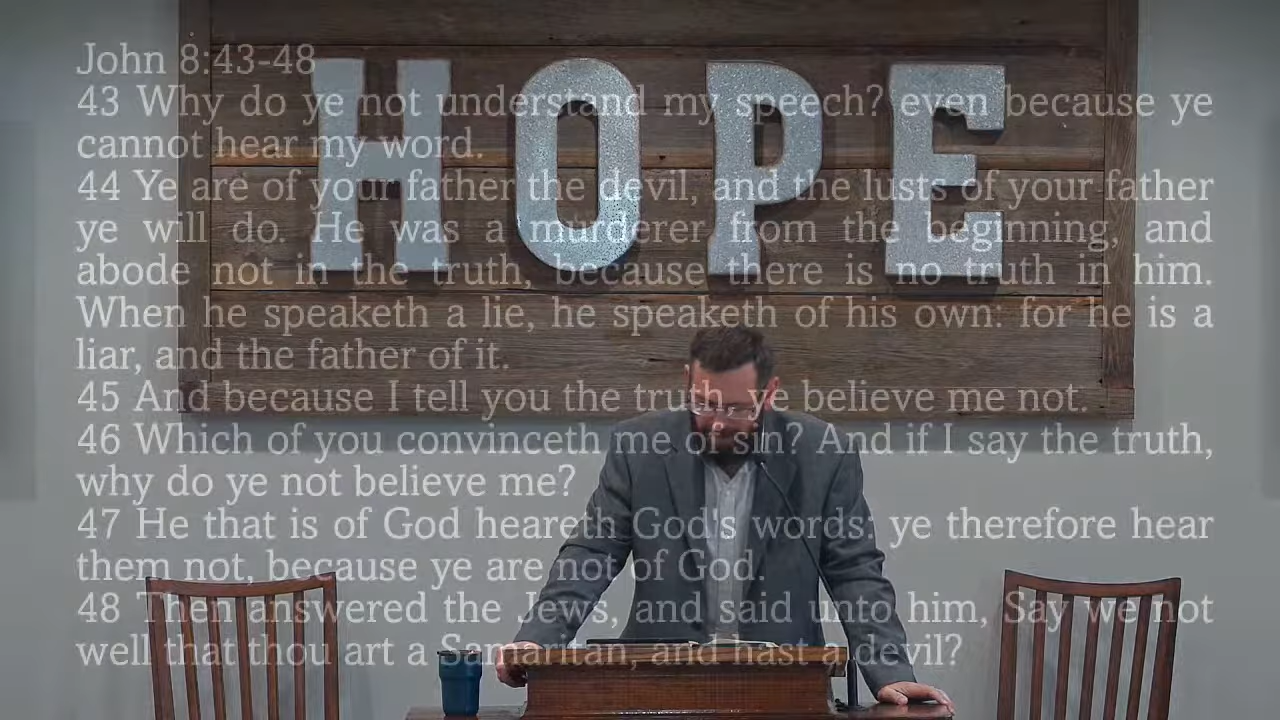 HOPE
John 8:43-48
43 Why do ye not understand my speech? even because ye
cannot hear my word.
44 Ye are of your father the devil, and the lusts of your father
ye will do. He was a murderer from the beginning, and
abode not in the truth, because there is no truth in him.
When he speaketh a lie, he speaketh of his own: for he is a
liar, and the father of it.
45 And because I tell you the truth, ye believe me not.
46 Which of you convinceth me of sin? And if I say the truth,
why do ye not believe me?
47 He that is of God heareth God's words: ye therefore hear
them not, because ye are not of God.
48 Then answered the Jews, and said unto him, Say we not
well that thou art a Samaritan, and hast a devil?